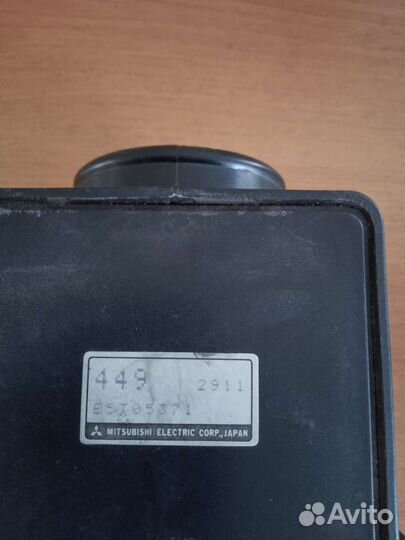 449 2911
E5T05371
MITSUBISHI ELECTRIC CORP., JAPAN
Avito